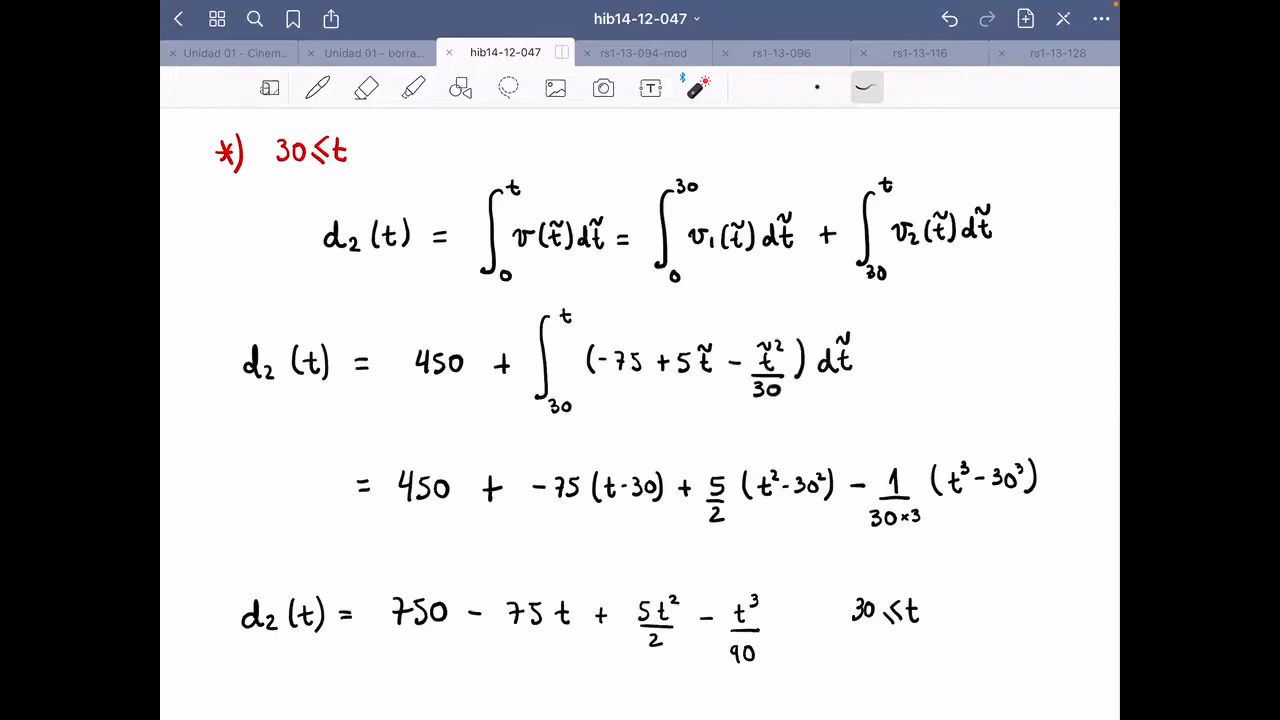 hib14-12-047
Unidad 01 - Cinem...
Unidad 01 - borra...
hib14-12-047
rs1-13-094-mod
rs1-13-096
rs1-13-116
rs1-13-128
*) 30 ≤ t
d₂(t) = ∫₀ᵗ v(t̃)dt̃ = ∫₀³⁰ v₁(t̃)dt̃ + ∫₃₀ᵗ v₂(t̃)dt̃
d₂(t) = 450 + ∫₃₀ᵗ (-75 + 5t̃ - t̃²/30) dt̃
= 450 + -75(t-30) + 5/2 (t²-30²) - 1/(30×3) (t³-30³)
d₂(t) = 750 - 75t + 5t²/2 - t³/90 30 ≤ t